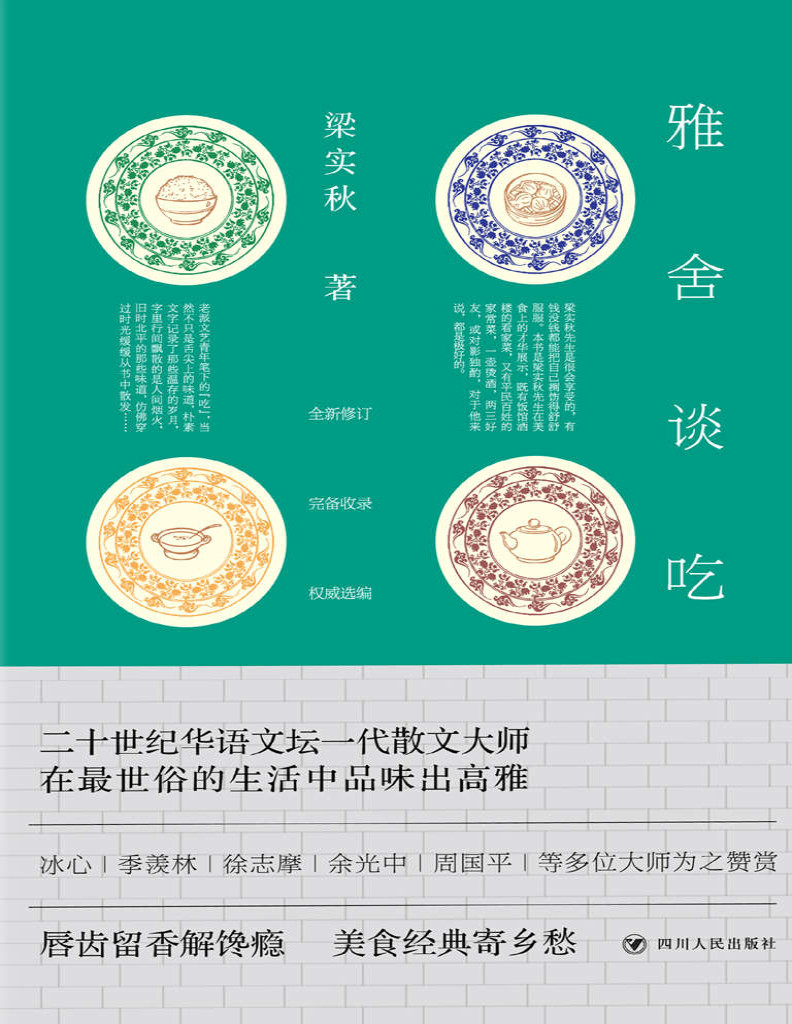 雅舍谈吃
梁实秋 著
梁实秋先生是很会享受的，有
钱没钱都能把自己捯饬得舒舒
服服。本书是梁实秋先生在美
食上的才华展示，既有饭馆酒
楼的看家菜，又有平民百姓的
家常菜，一壶烫酒，两三好
友，或对影独酌，对于他来
说，都是极好的。
老派文艺青年笔下的“吃”，当
然不只是舌尖上的味道，朴素
文字记录了那些温存的岁月，
字里行间飘散的是人间烟火，
旧时北平的那些味道，仿佛穿
过时光缓缓从书中散发……
全新修订
完备收录
权威选编
二十世纪华语文坛一代散文大师
在最世俗的生活中品味出高雅
冰心|季羡林|徐志摩|余光中|周国平|等多位大师为之赞赏
唇齿留香解馋瘾 美食经典寄乡愁
四川人民出版社